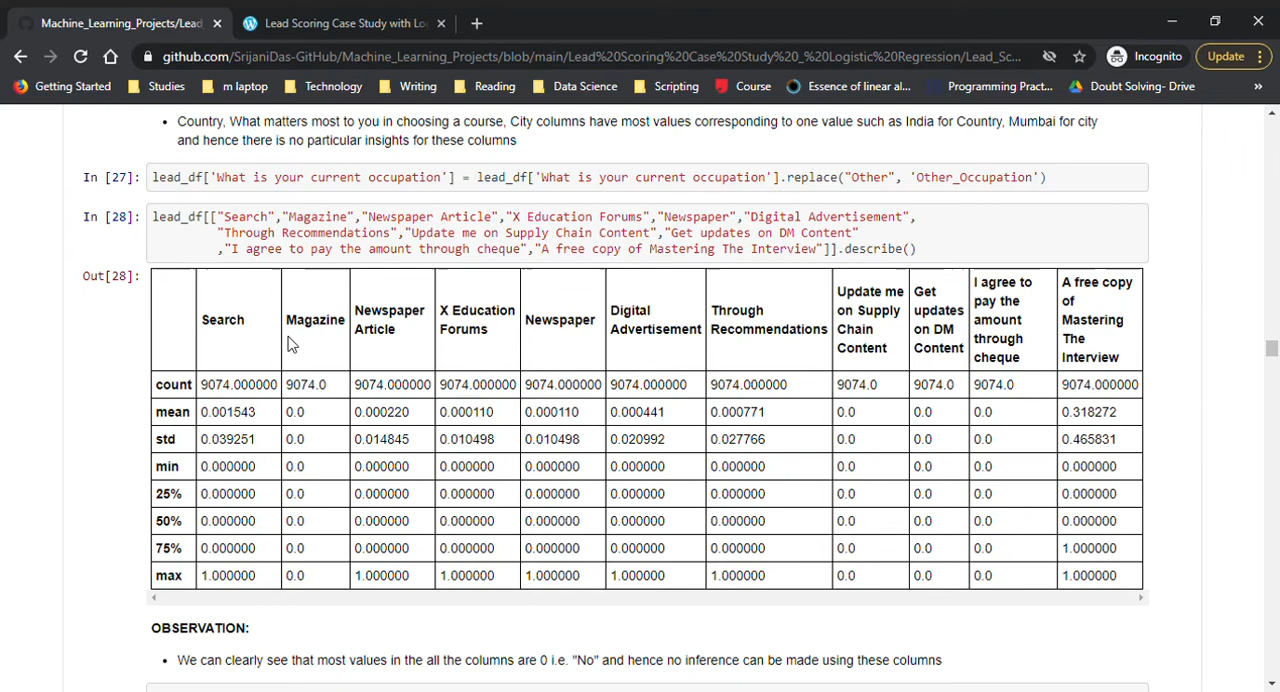 Machine_Learning_Projects/Lead
Lead Scoring Case Study with Lo
github.com/SrijaniDas-GitHub/Machine_Learning_Projects/blob/main/Lead%20Scoring%20Case%20Study%20_%20Logistic%20Regression/Lead_Sc...
Incognito
Update
Getting Started
Studies
m laptop
Technology
Writing
Reading
Data Science
Scripting
Course
Essence of linear al...
Programming Pract...
Doubt Solving- Drive
»
• Country, What matters most to you in choosing a course, City columns have most values corresponding to one value such as India for Country, Mumbai for city
and hence there is no particular insights for these columns
In [27]: lead_df['What is your current occupation'] = lead_df['What is your current occupation'].replace("Other", 'Other_Occupation')
In [28]: lead_df[["Search","Magazine","Newspaper Article","X Education Forums","Newspaper","Digital Advertisement",
"Through Recommendations","Update me on Supply Chain Content","Get updates on DM Content"
,"I agree to pay the amount through cheque","A free copy of Mastering The Interview"]].describe()
Out[28]:
Search
Magazine
Newspaper
Article
X Education
Forums
Newspaper
Digital
Advertisement
Through
Recommendations
Update me
on Supply
Chain
Content
Get
updates
on DM
Content
I agree to
pay the
amount
through
cheque
A free copy
of
Mastering
The
Interview
count 9074.000000 9074.0 9074.000000 9074.000000 9074.000000 9074.000000 9074.000000 9074.0 9074.0 9074.0 9074.000000
mean 0.001543 0.0 0.000220 0.000110 0.000110 0.000441 0.000771 0.0 0.0 0.0 0.318272
std 0.039251 0.0 0.014845 0.010498 0.010498 0.020992 0.027766 0.0 0.0 0.0 0.465831
min 0.000000 0.0 0.000000 0.000000 0.000000 0.000000 0.000000 0.0 0.0 0.0 0.000000
25% 0.000000 0.0 0.000000 0.000000 0.000000 0.000000 0.000000 0.0 0.0 0.0 0.000000
50% 0.000000 0.0 0.000000 0.000000 0.000000 0.000000 0.000000 0.0 0.0 0.0 0.000000
75% 0.000000 0.0 0.000000 0.000000 0.000000 0.000000 0.000000 0.0 0.0 0.0 1.000000
max 1.000000 0.0 1.000000 1.000000 1.000000 1.000000 1.000000 0.0 0.0 0.0 1.000000
OBSERVATION:
• We can clearly see that most values in the all the columns are 0 i.e. "No" and hence no inference can be made using these columns